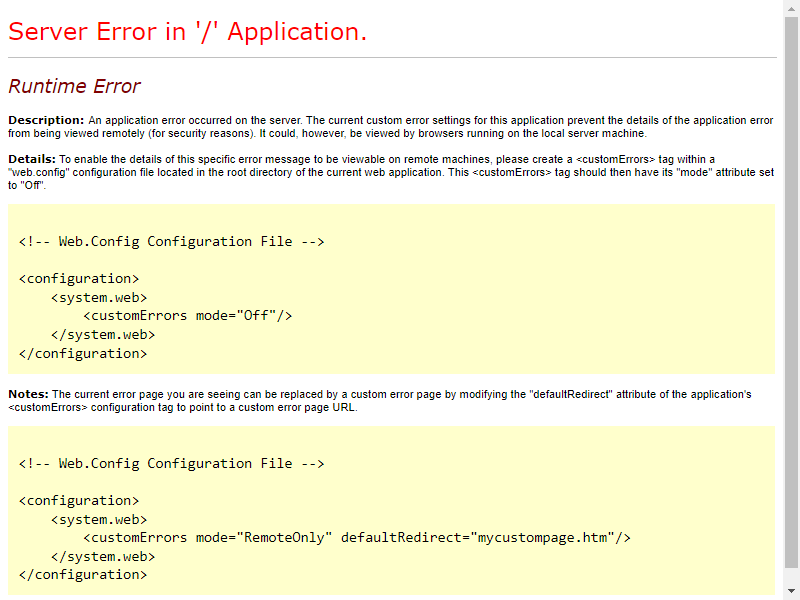 Server Error in '/' Application.
Runtime Error
Description: An application error occurred on the server. The current custom error settings for this application prevent the details of the application error
from being viewed remotely (for security reasons). It could, however, be viewed by browsers running on the local server machine.
Details: To enable the details of this specific error message to be viewable on remote machines, please create a <customErrors> tag within a
"web.config" configuration file located in the root directory of the current web application. This <customErrors> tag should then have its "mode" attribute set
to "Off".
<!-- Web.Config Configuration File -->
<configuration>
    <system.web>
        <customErrors mode="Off"/>
    </system.web>
</configuration>
Notes: The current error page you are seeing can be replaced by a custom error page by modifying the "defaultRedirect" attribute of the application's
<customErrors> configuration tag to point to a custom error page URL.
<!-- Web.Config Configuration File -->
<configuration>
    <system.web>
        <customErrors mode="RemoteOnly" defaultRedirect="mycustompage.htm"/>
    </system.web>
</configuration>